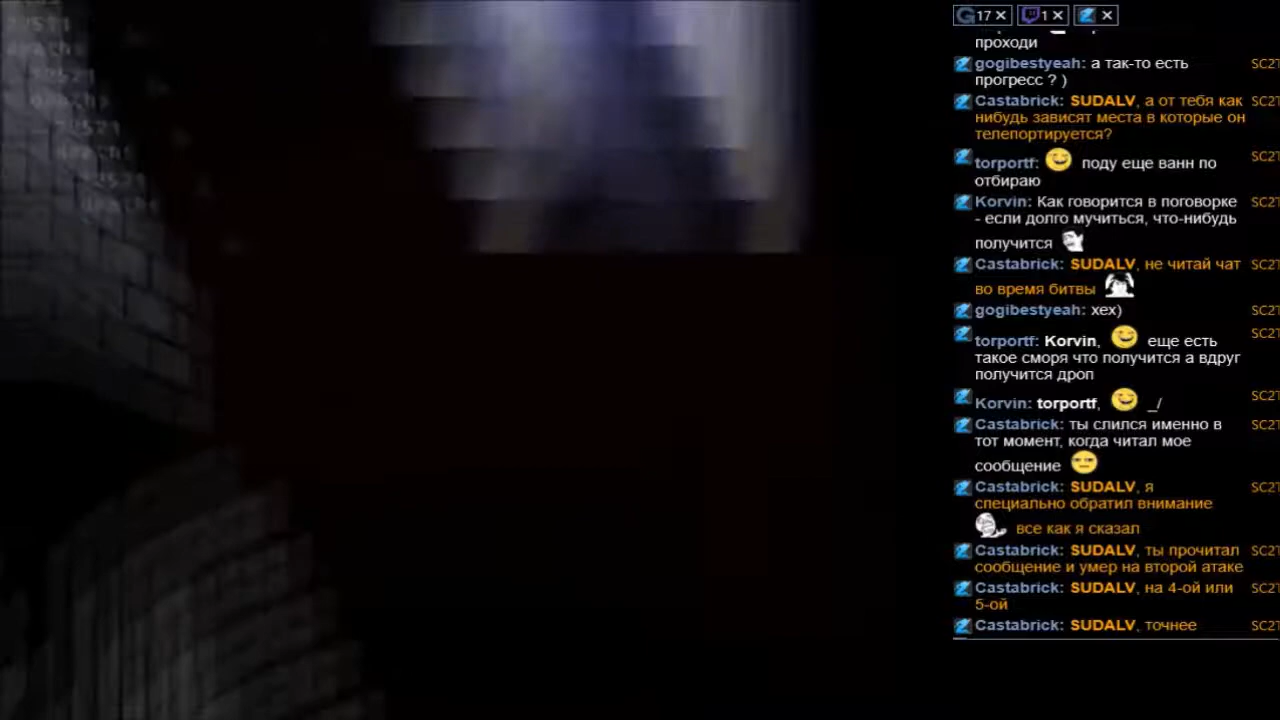 17 × 1 × ×
проходи
gogibestyeah: а так-то есть
прогресс ? )
Castabrick: SUDALV, а от тебя как
нибудь зависят места в которые он
телепортируется?
torportf: поду еще ванн по
отбираю
Korvin: Как говорится в поговорке
- если долго мучиться, что-нибудь
получится
Castabrick: SUDALV, не читай чат
во время битвы
gogibestyeah: хех)
torportf: Korvin, еще есть
такое сморя что получится а вдруг
получится дроп
Korvin: torportf, _/
Castabrick: ты слился именно в
тот момент, когда читал мое
сообщение
Castabrick: SUDALV, я
специально обратил внимание
все как я сказал
Castabrick: SUDALV, ты прочитал
сообщение и умер на второй атаке
Castabrick: SUDALV, на 4-ой или
5-ой
Castabrick: SUDALV, точнее